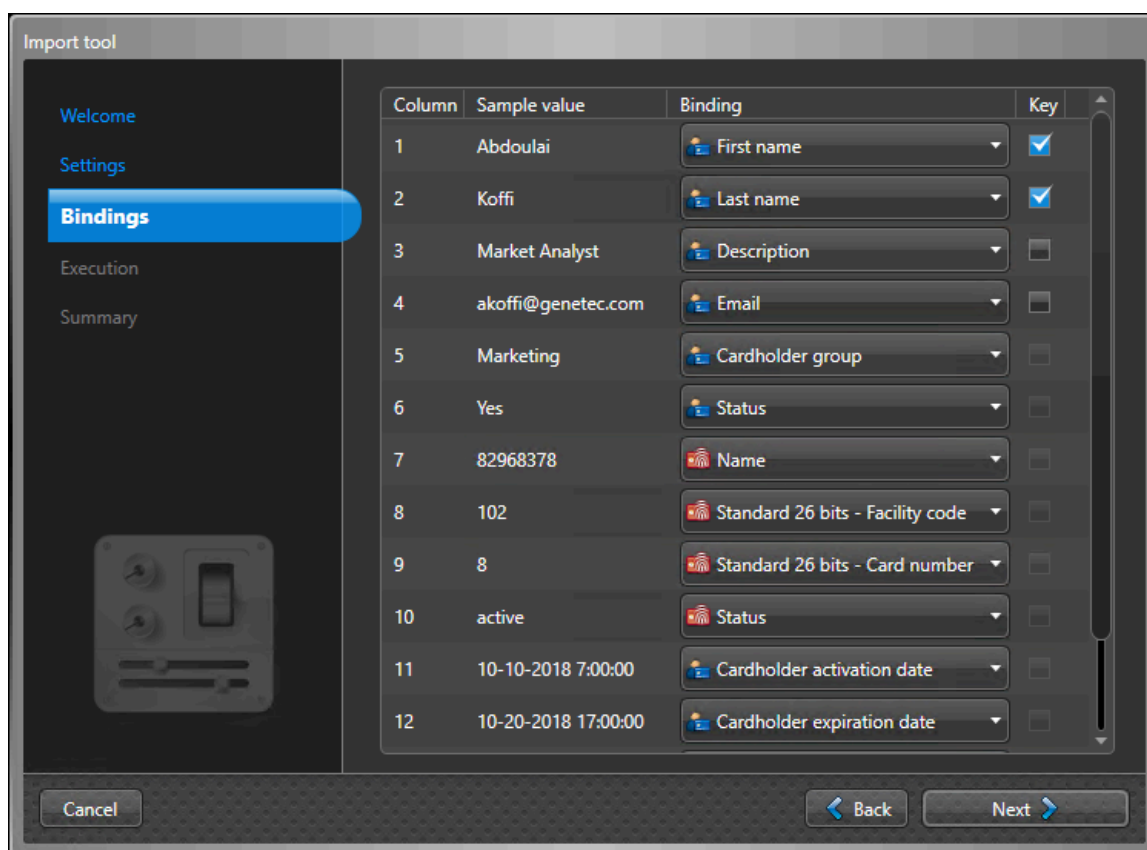 Import tool
Welcome
Settings
Bindings
Execution
Summary
Column Sample value Binding Key
1 Abdoulai First name
2 Koffi Last name
3 Market Analyst Description
4 akoffi@genetec.com Email
5 Marketing Cardholder group
6 Yes Status
7 82968378 Name
8 102 Standard 26 bits - Facility code
9 8 Standard 26 bits - Card number
10 active Status
11 10-10-2018 7:00:00 Cardholder activation date
12 10-20-2018 17:00:00 Cardholder expiration date
Cancel Back Next